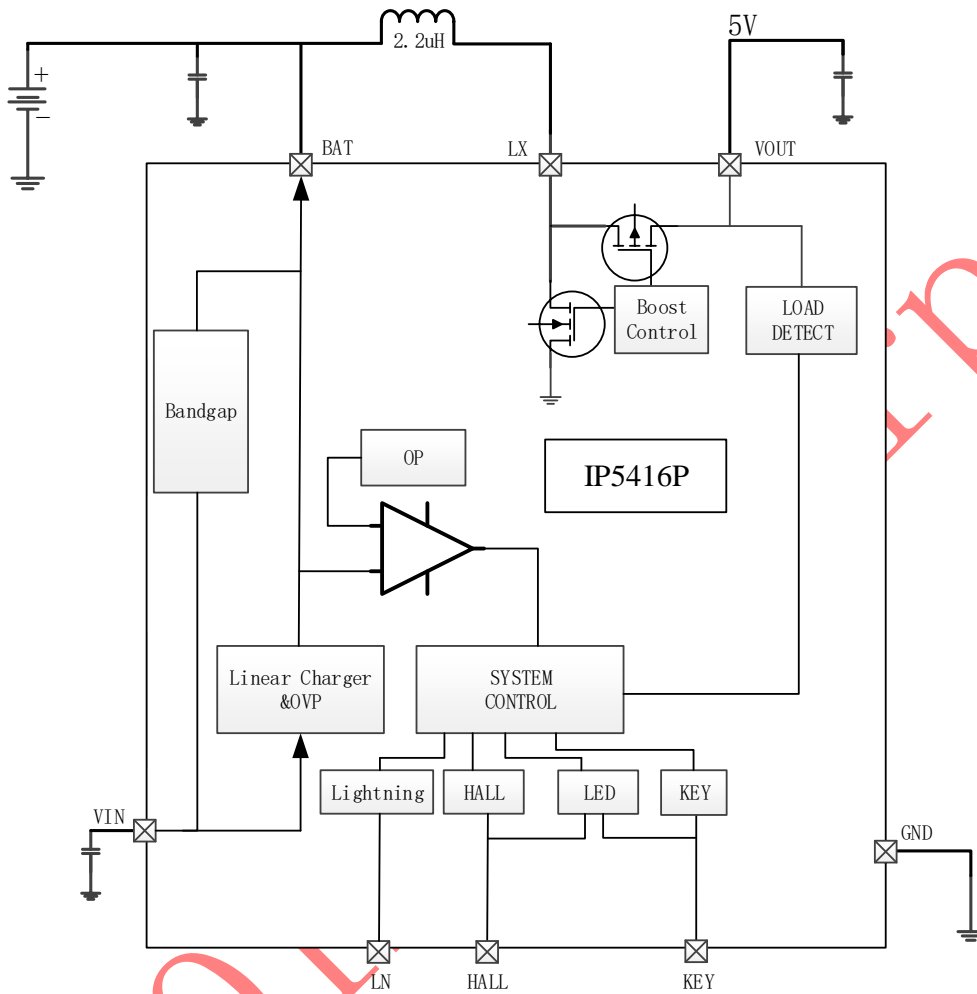 2.2uH
5V
+
−
BAT
LX
VOUT
Boost
Control
LOAD
DETECT
Bandgap
OP
IP5416P
Linear Charger
&OVP
SYSTEM
CONTROL
Lightning
HALL
LED
KEY
VIN
GND
LN
HALL
KEY